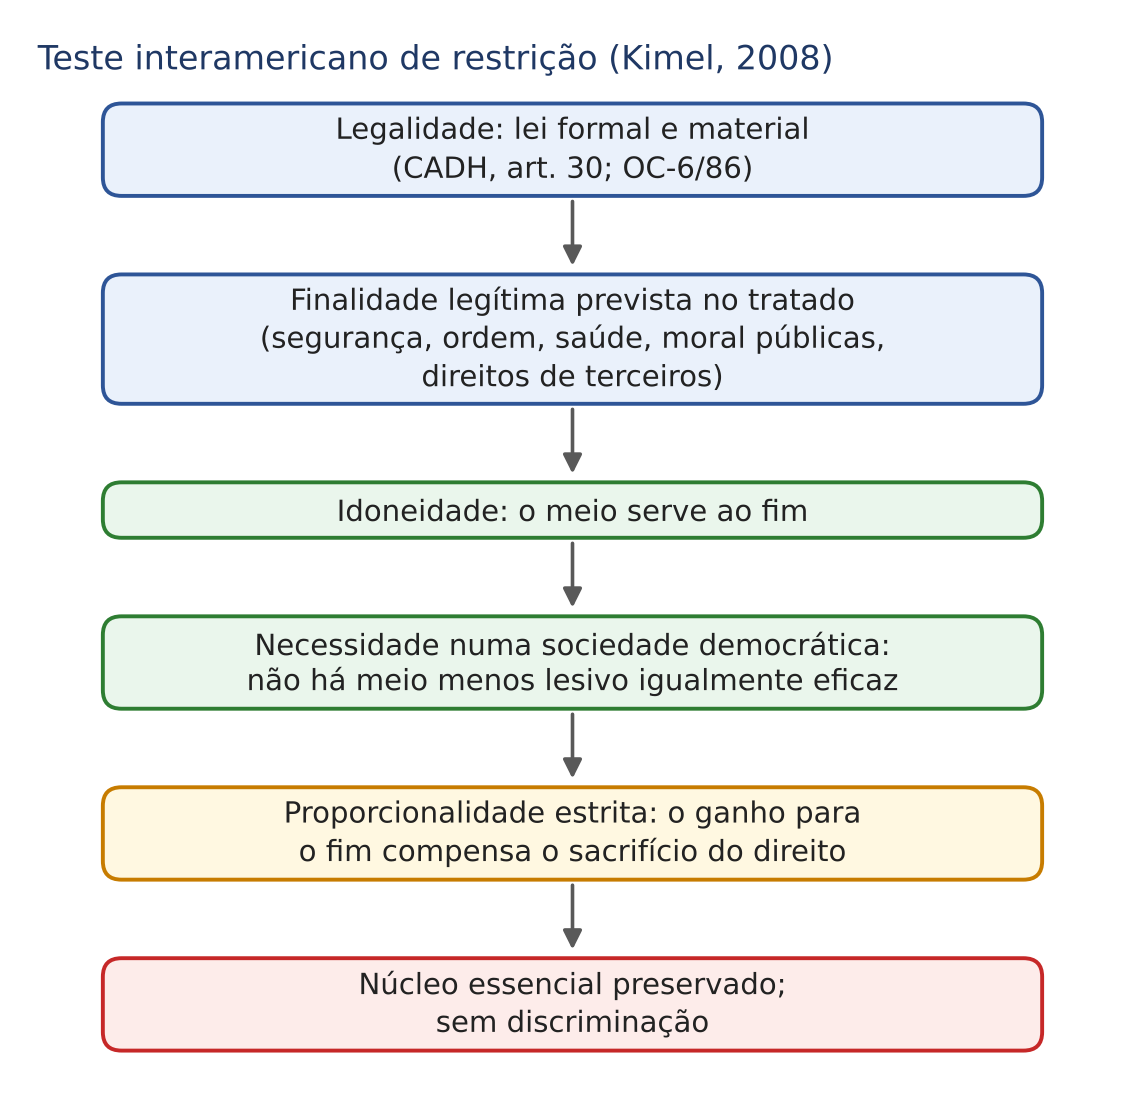 Teste interamericano de restrição (Kimel, 2008)
Legalidade: lei formal e material
(CADH, art. 30; OC-6/86)
Finalidade legítima prevista no tratado
(segurança, ordem, saúde, moral públicas,
direitos de terceiros)
Idoneidade: o meio serve ao fim
Necessidade numa sociedade democrática:
não há meio menos lesivo igualmente eficaz
Proporcionalidade estrita: o ganho para
o fim compensa o sacrifício do direito
Núcleo essencial preservado;
sem discriminação